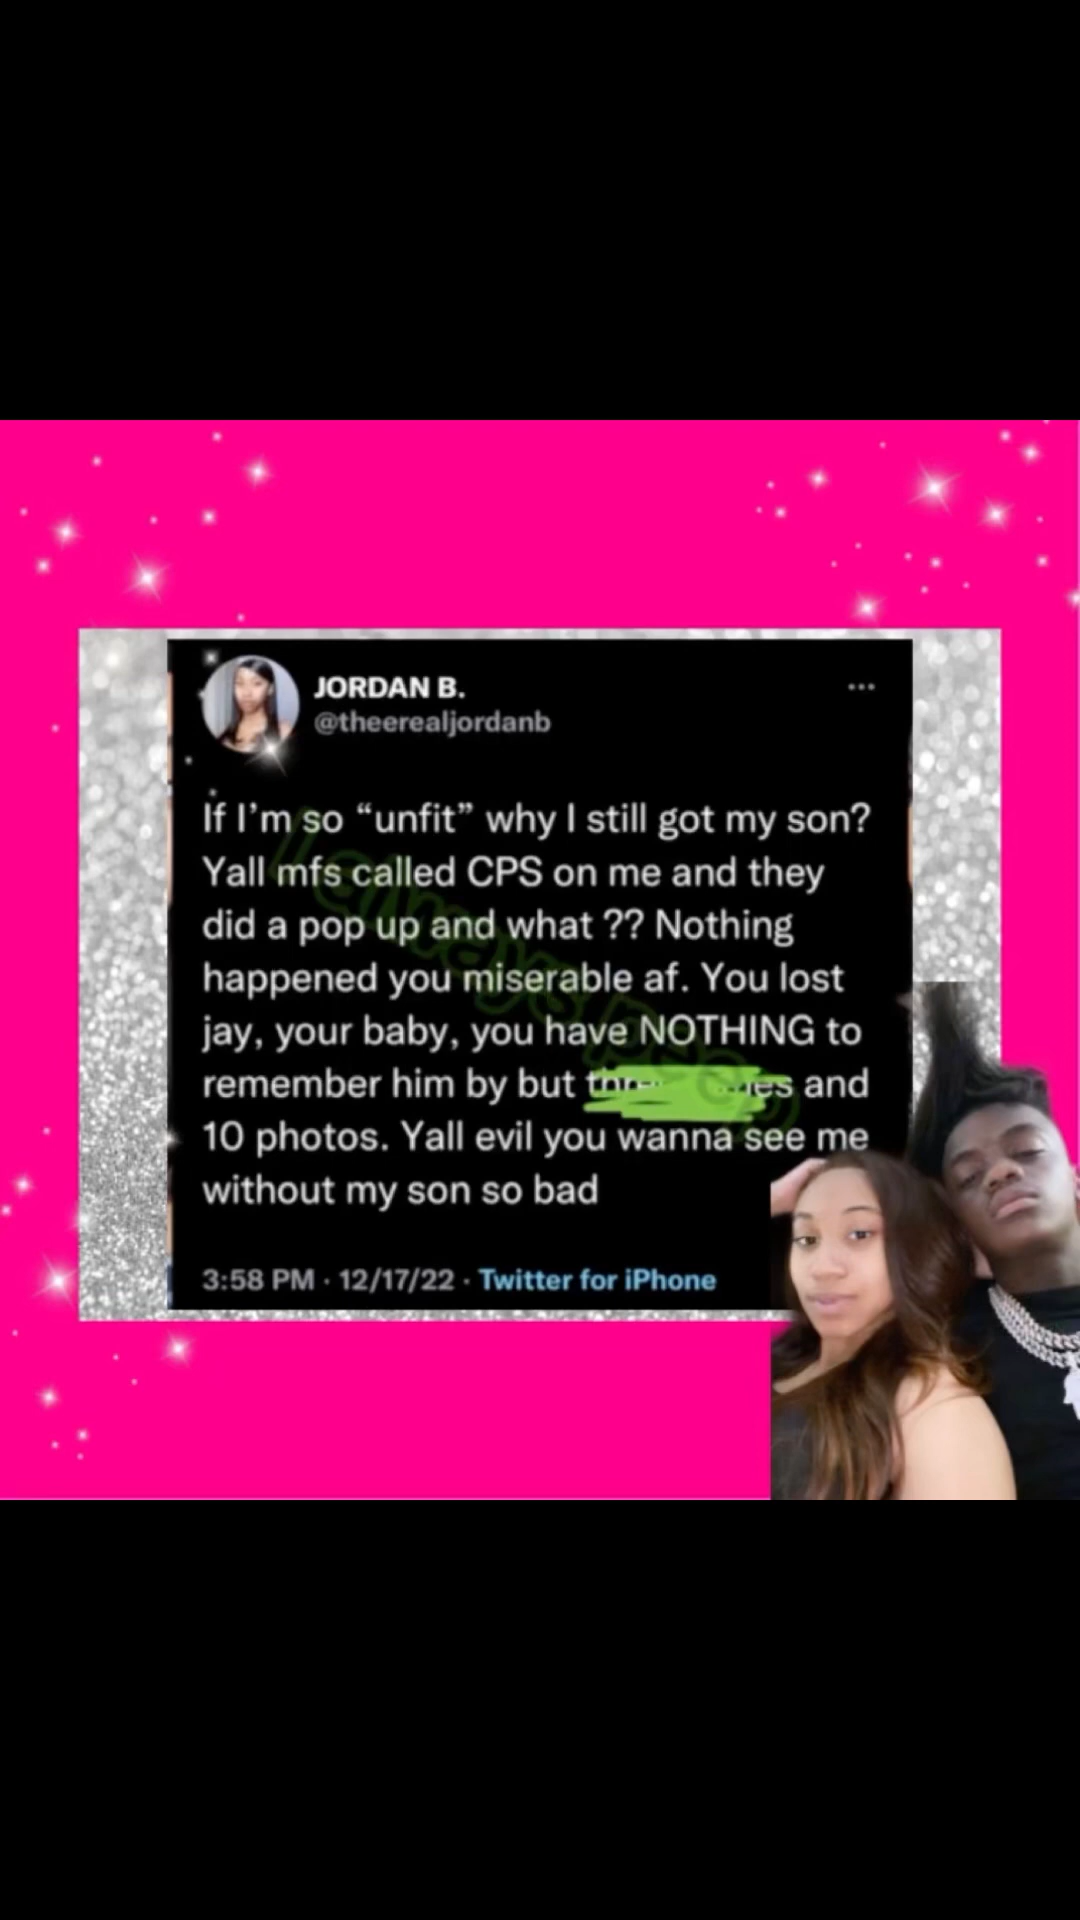 JORDAN B.
@theerealjordanb
If I'm so “unfit” why I still got my son?
Yall mfs called CPS on me and they
did a pop up and what ?? Nothing
happened you miserable af. You lost
jay, your baby, you have NOTHING to
remember him by but and
10 photos. Yall evil you wanna see me
without my son so bad
3:58 PM · 12/17/22 · Twitter for iPhone